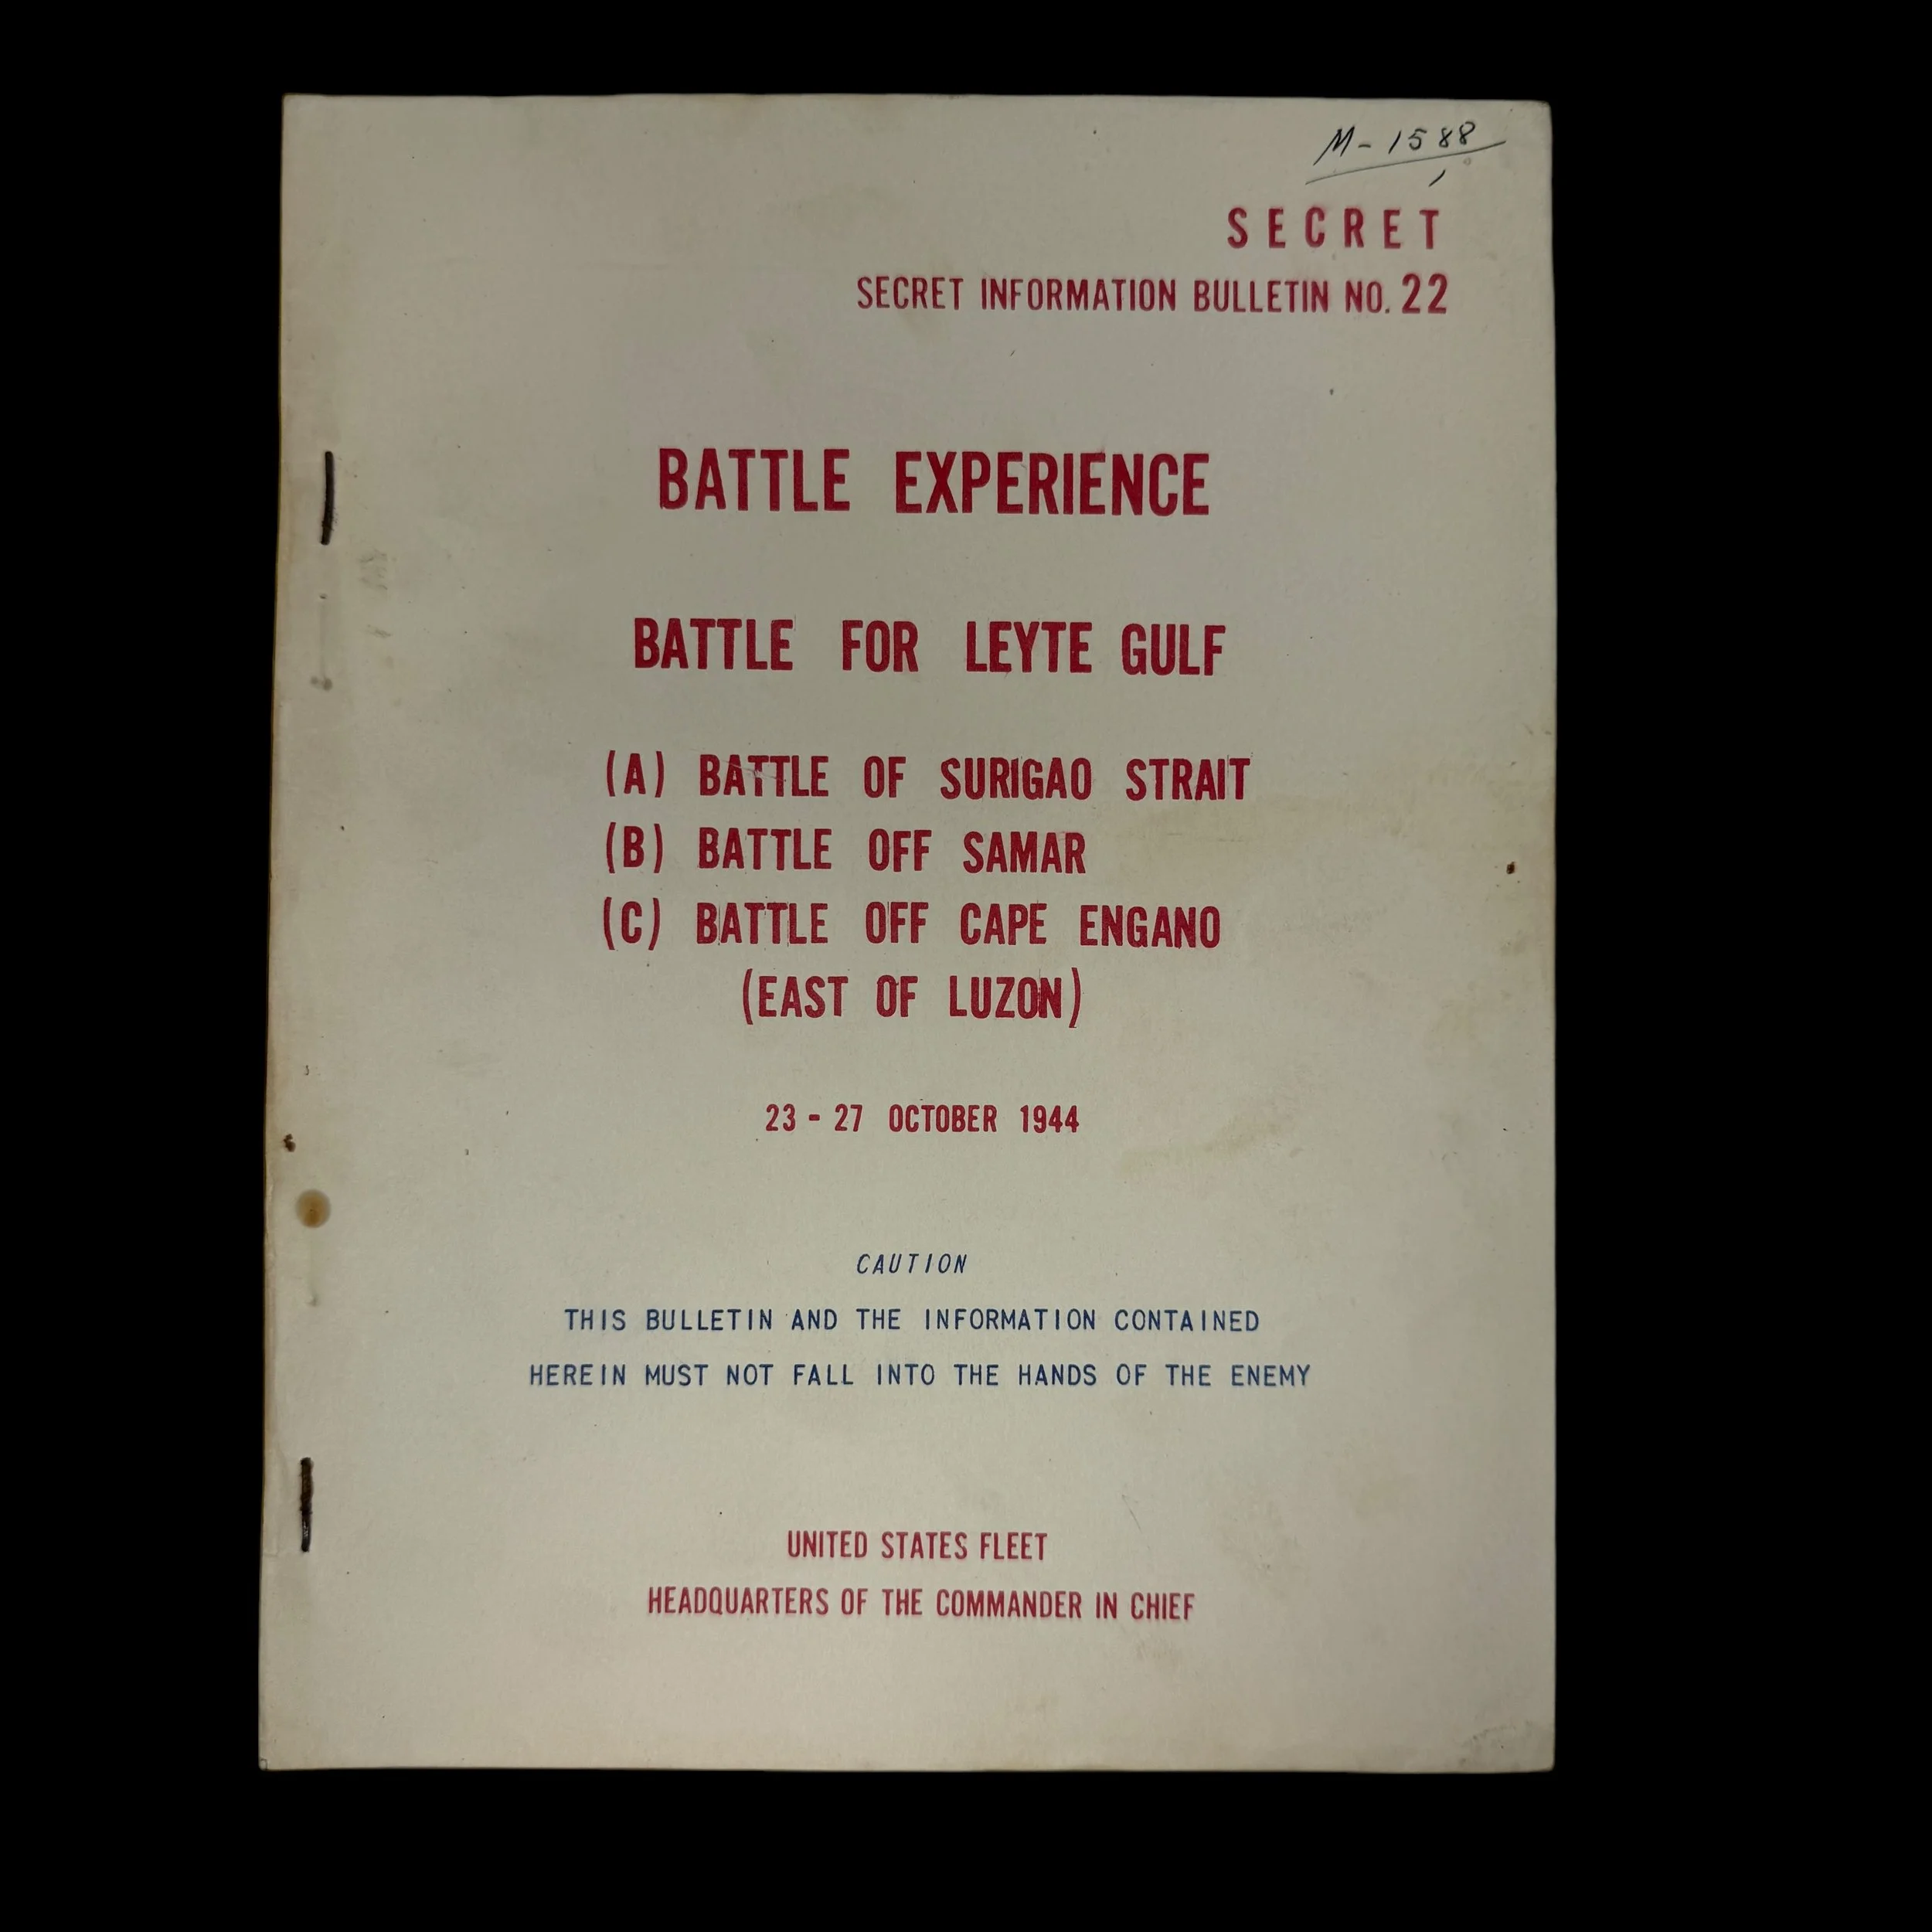 M-1588
SECRET
SECRET INFORMATION BULLETIN NO. 22
BATTLE EXPERIENCE
BATTLE FOR LEYTE GULF
(A) BATTLE OF SURIGAO STRAIT
(B) BATTLE OFF SAMAR
(C) BATTLE OFF CAPE ENGANO
(EAST OF LUZON)
23 - 27 OCTOBER 1944
CAUTION
THIS BULLETIN AND THE INFORMATION CONTAINED
HEREIN MUST NOT FALL INTO THE HANDS OF THE ENEMY
UNITED STATES FLEET
HEADQUARTERS OF THE COMMANDER IN CHIEF